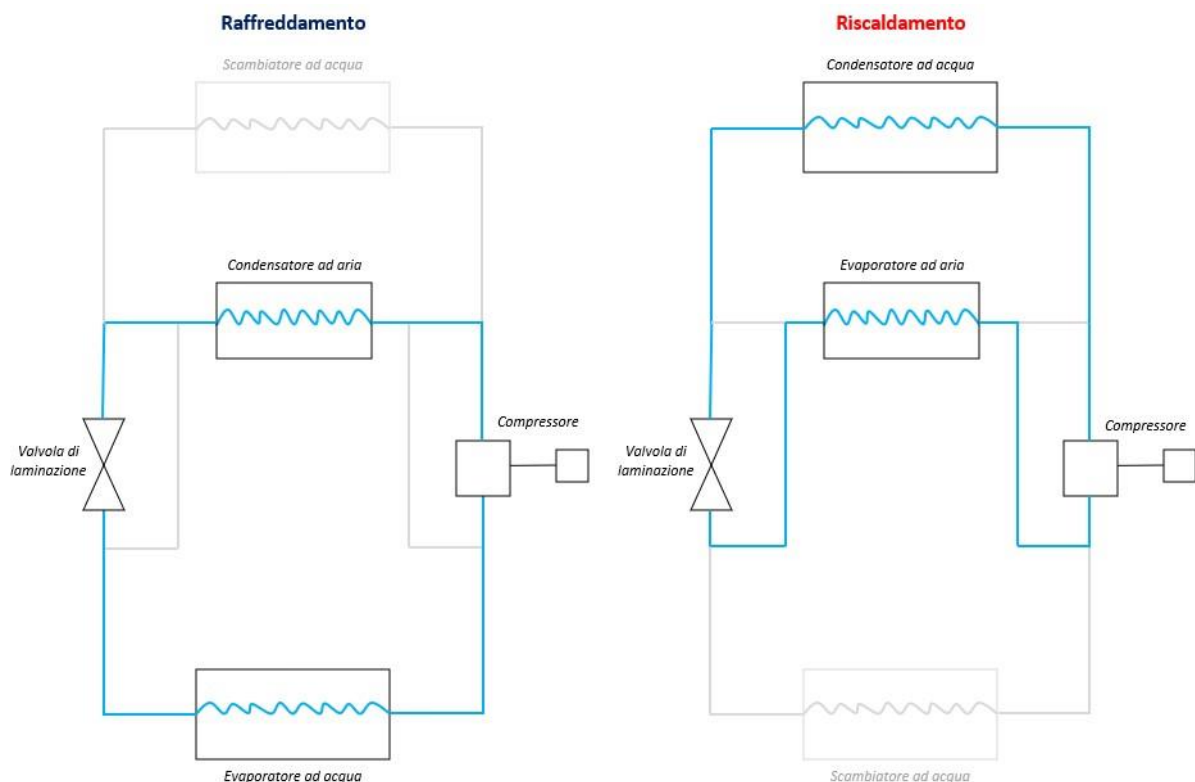 Raffreddamento
Scambiatore ad acqua
Condensatore ad aria
Compressore
Valvola di
laminazione
Evaporatore ad acqua
Riscaldamento
Condensatore ad acqua
Evaporatore ad aria
Compressore
Valvola di
laminazione
Scambiatore ad acqua